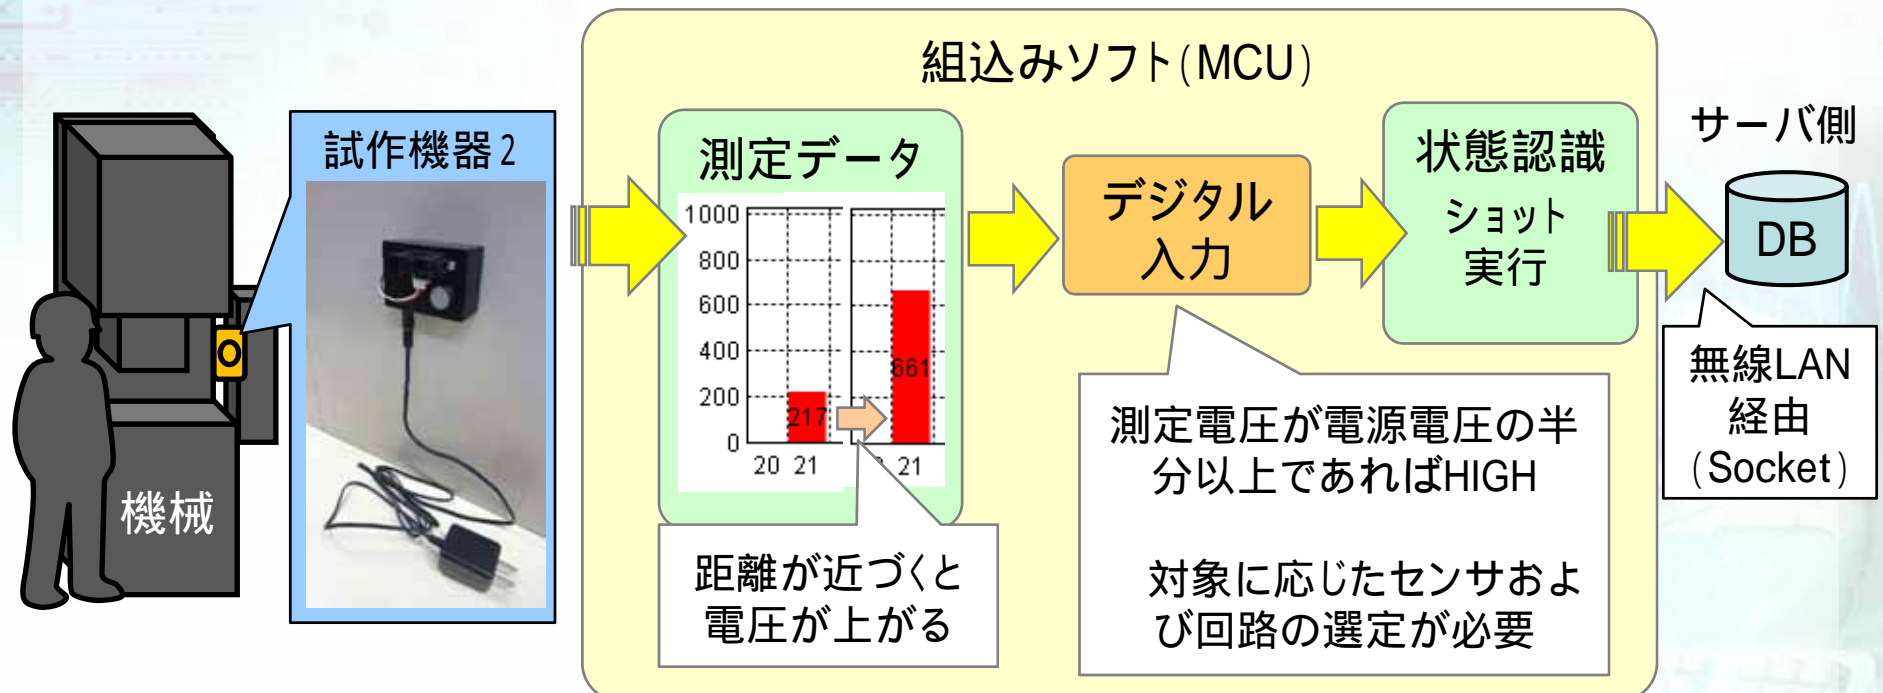 組込みソフト(MCU)
試作機器2
機械
測定データ
1000
800
600
400
200
0
217
661
20 21
21
距離が近づくと
電圧が上がる
デジタル
入力
測定電圧が電源電圧の半
分以上であればHIGH
対象に応じたセンサおよ
び回路の選定が必要
状態認識
ショット
実行
サーバ側
DB
無線LAN
経由
(Socket)